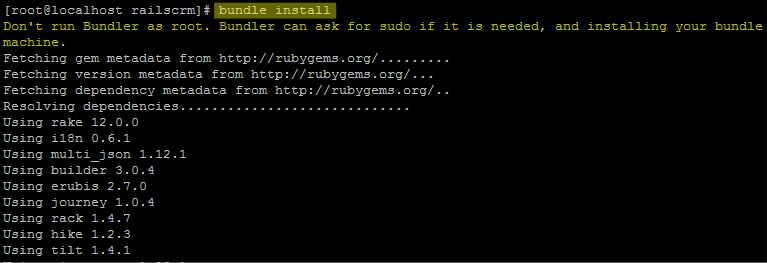 [root@localhost railscrm]# bundle install
Don't run Bundler as root. Bundler can ask for sudo if it is needed, and installing your bundle
machine.
Fetching gem metadata from http://rubygems.org/.........
Fetching version metadata from http://rubygems.org/...
Fetching dependency metadata from http://rubygems.org/..
Resolving dependencies.............................
Using rake 12.0.0
Using i18n 0.6.1
Using multi_json 1.12.1
Using builder 3.0.4
Using erubis 2.7.0
Using journey 1.0.4
Using rack 1.4.7
Using hike 1.2.3
Using tilt 1.4.1